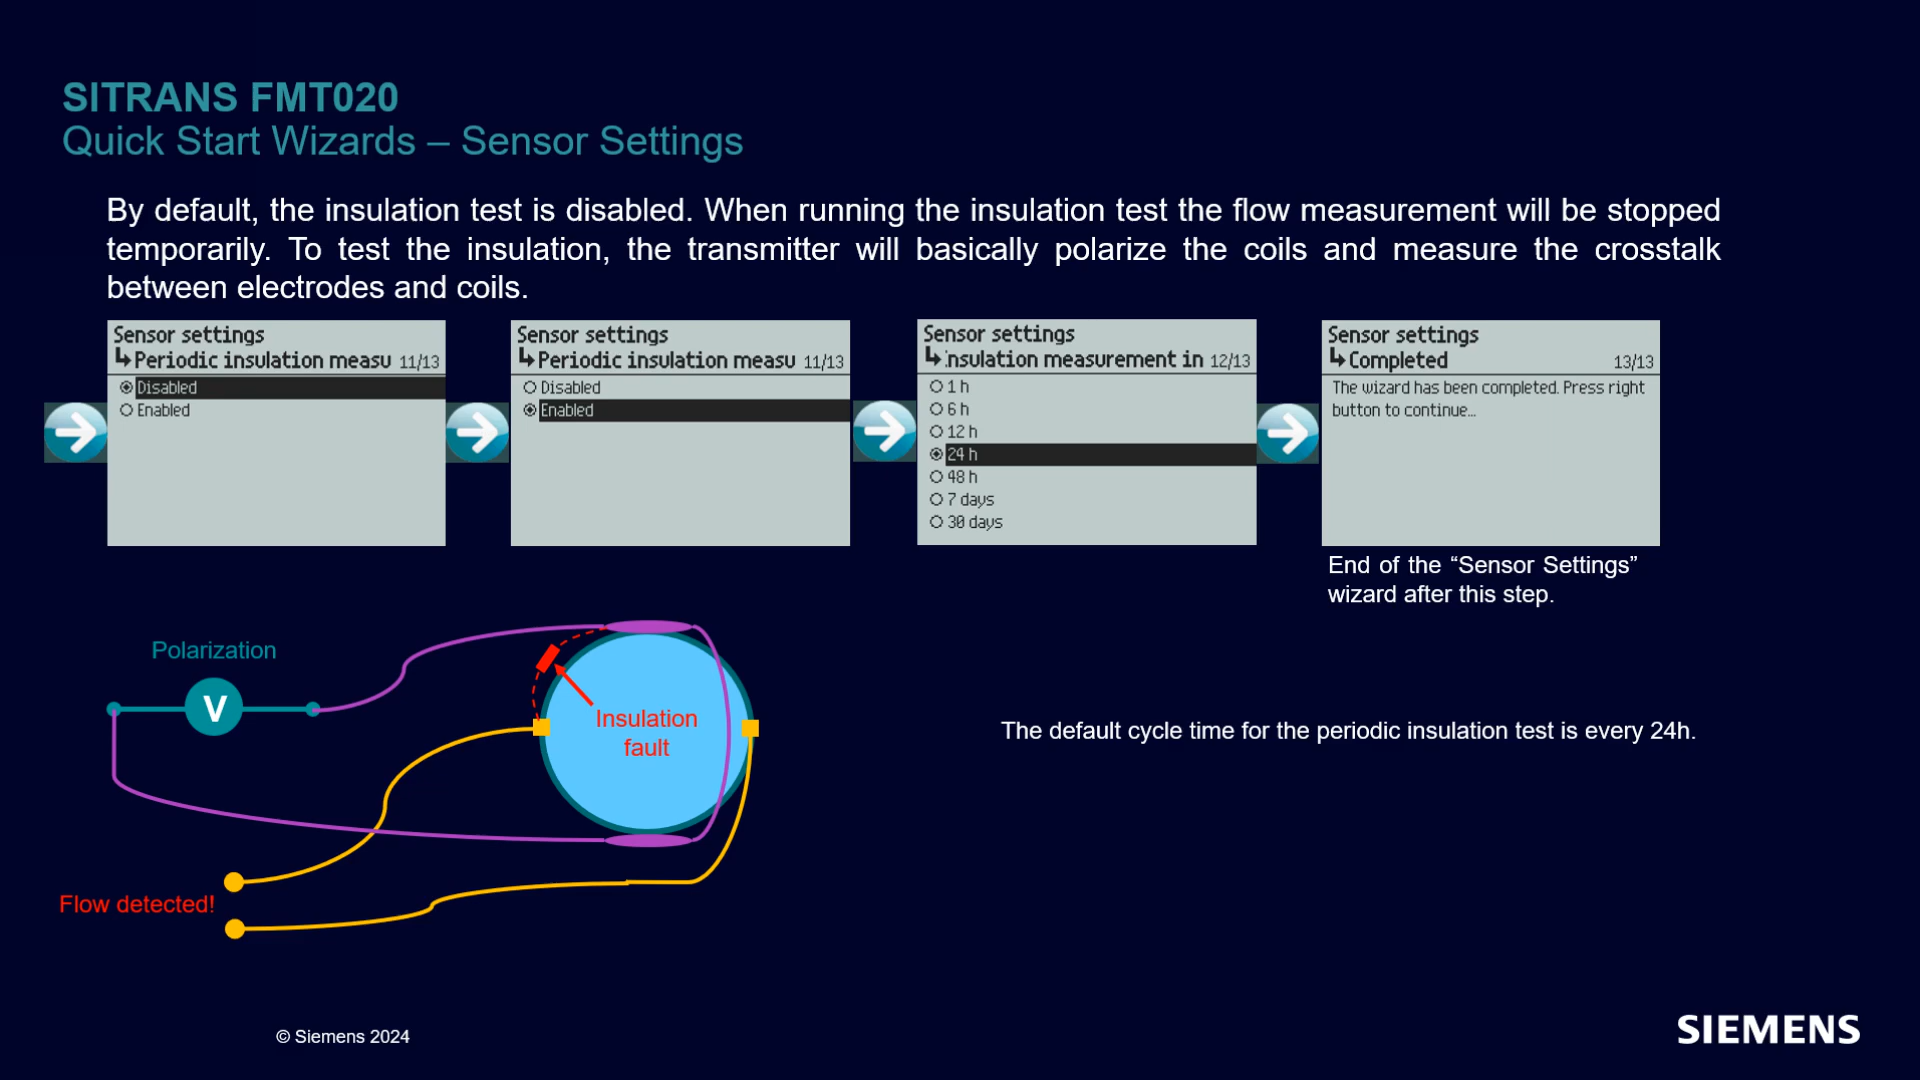 SITRANS FMT020
Quick Start Wizards – Sensor Settings
By default, the insulation test is disabled. When running the insulation test the flow measurement will be stopped
temporarily. To test the insulation, the transmitter will basically polarize the coils and measure the crosstalk
between electrodes and coils.
Sensor settings
↳Periodic insulation measu 11/13
Disabled
Enabled
Sensor settings
↳Periodic insulation measu 11/13
Disabled
Enabled
Sensor settings
↳nsulation measurement in 12/13
1 h
6 h
12 h
24 h
48 h
7 days
30 days
Sensor settings
↳Completed 13/13
The wizard has been completed. Press right
button to continue...
End of the “Sensor Settings”
wizard after this step.
Polarization
V
Insulation
fault
The default cycle time for the periodic insulation test is every 24h.
Flow detected!
© Siemens 2024
SIEMENS